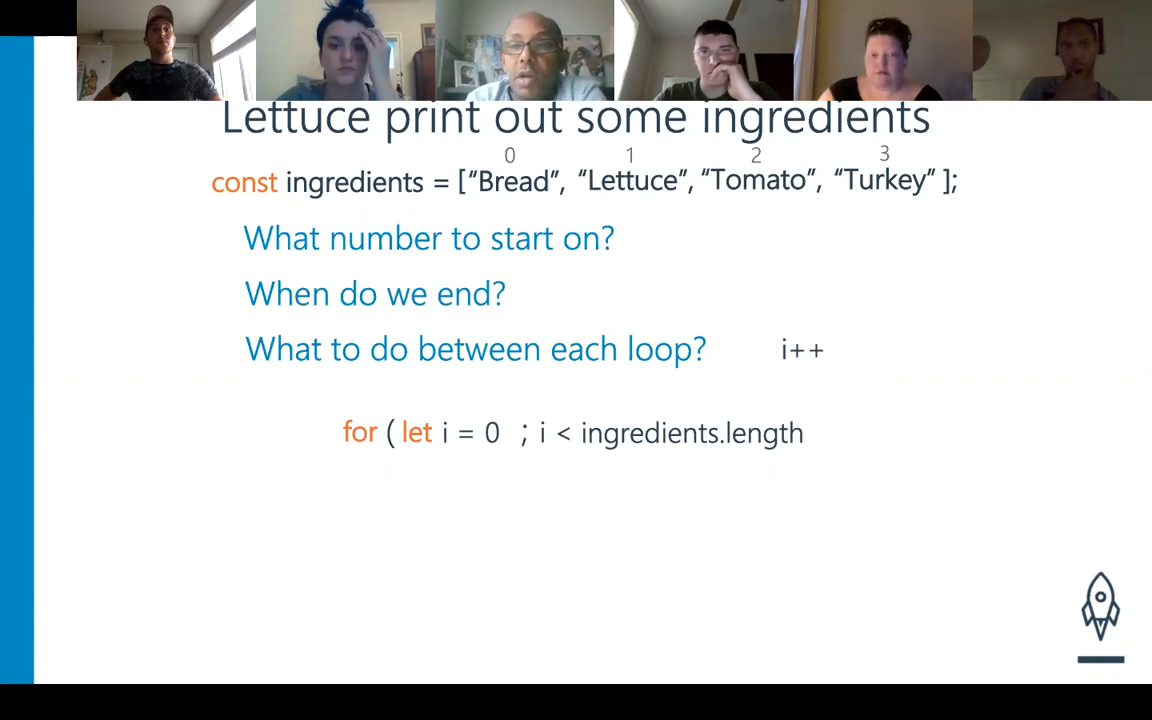 Lettuce print out some ingredients
0 1 2 3
const ingredients = [“Bread”, “Lettuce”, “Tomato”, “Turkey” ];
What number to start on?
When do we end?
What to do between each loop? i++
for ( let i = 0 ; i < ingredients.length